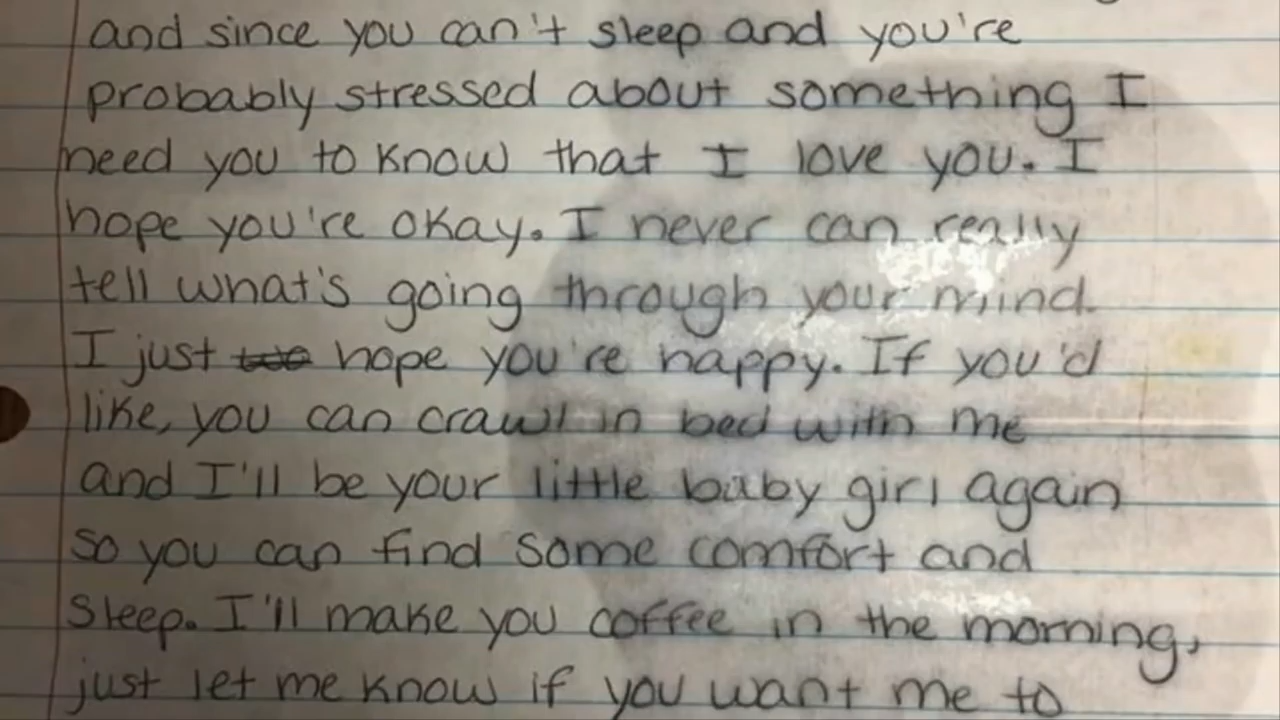 and since you can't sleep and you're
probably stressed about something I
need you to know that I love you. I
hope you're okay. I never can really
tell what's going through your mind.
I just hope you're happy. If you'd
like, you can crawl in bed with me
and I'll be your little baby girl again
so you can find some comfort and
sleep. I'll make you coffee in the morning,
just let me know if you want me to